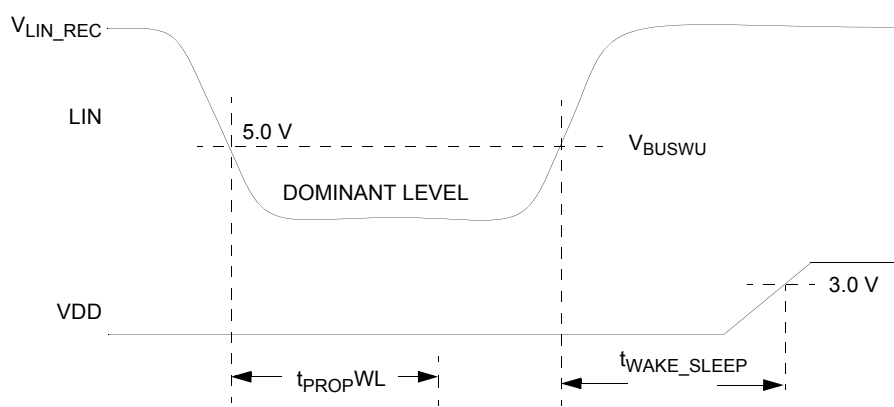 VLIN_REC
LIN
5.0 V
VBUSWU
DOMINANT LEVEL
VDD
3.0 V
tPROPWL
tWAKE_SLEEP